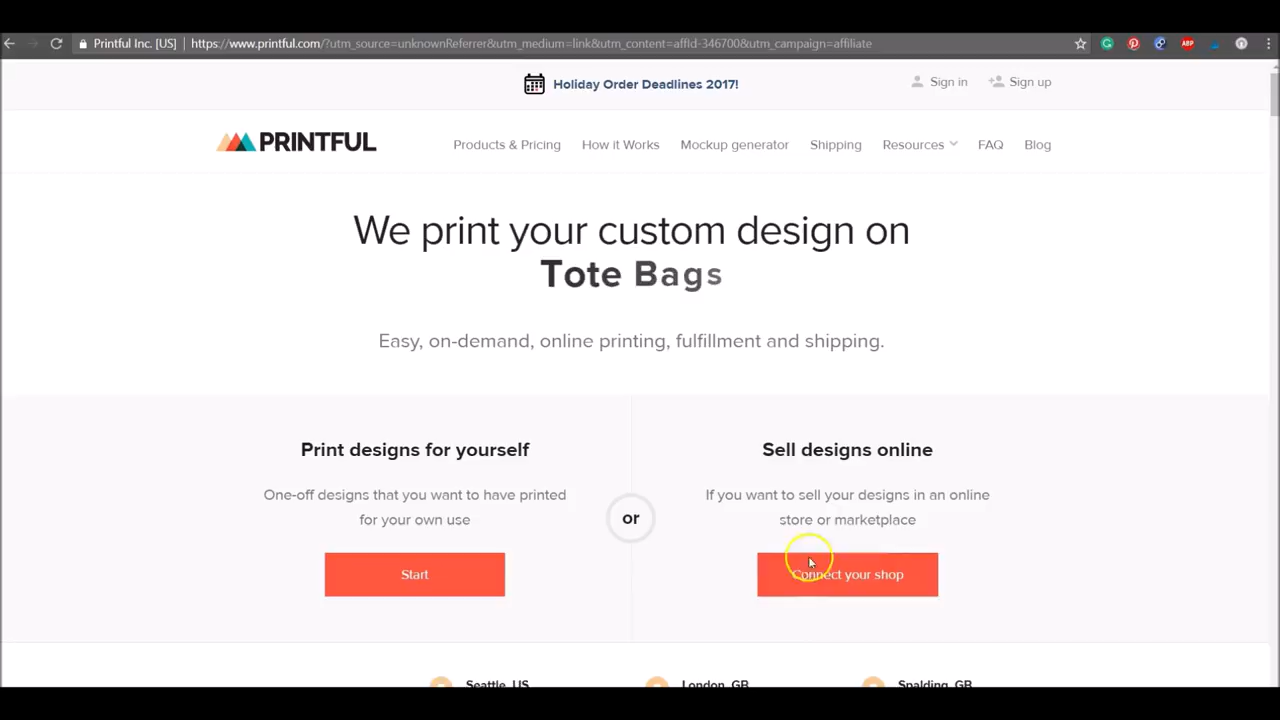 Printful Inc. [US] | https://www.printful.com/?utm_source=unknownReferrer&utm_medium=link&utm_content=affId-346700&utm_campaign=affiliate
ABP
Holiday Order Deadlines 2017!
Sign in
Sign up
PRINTFUL
Products & Pricing
How it Works
Mockup generator
Shipping
Resources
FAQ
Blog
We print your custom design on
Tote Bags
Easy, on-demand, online printing, fulfillment and shipping.
Print designs for yourself
One-off designs that you want to have printed
for your own use
Start
or
Sell designs online
If you want to sell your designs in an online
store or marketplace
Connect your shop
Seattle, US
London, GB
Spalding, GB